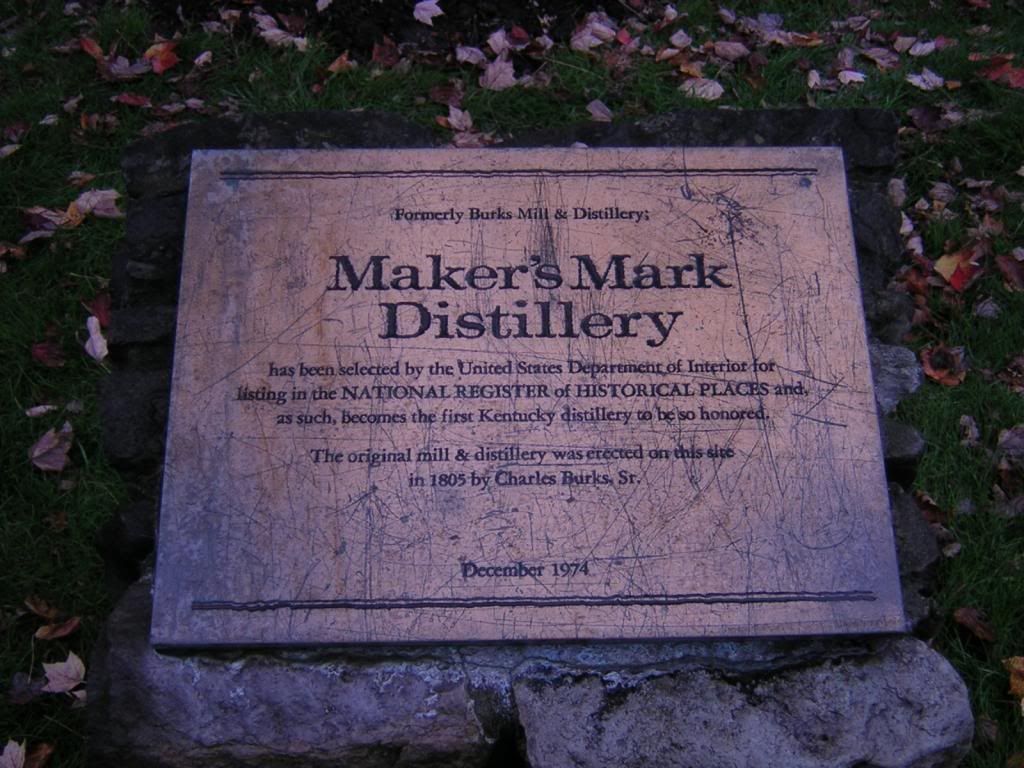 Formerly Burks Mill & Distillery;
Maker's Mark
Distillery
has been selected by the United States Department of Interior for
listing in the NATIONAL REGISTER of HISTORICAL PLACES and,
as such, becomes the first Kentucky distillery to be so honored.
The original mill & distillery was erected on this site
in 1805 by Charles Burks, Sr.
December 1974